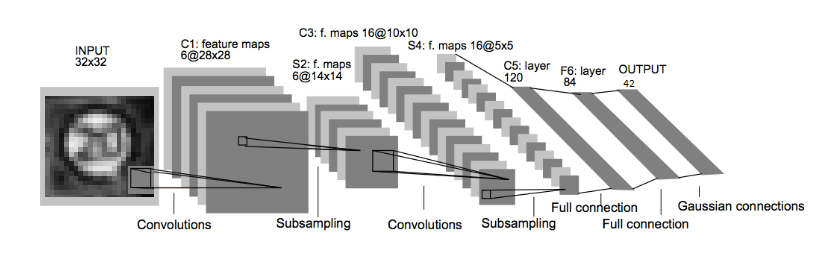 INPUT
32x32
C1: feature maps
6@28x28
S2: f. maps
6@14x14
C3: f. maps 16@10x10
S4: f. maps 16@5x5
C5: layer
120
F6: layer
84
OUTPUT
42
Convolutions
Subsampling
Convolutions
Subsampling
Full connection
Full connection
Gaussian connections